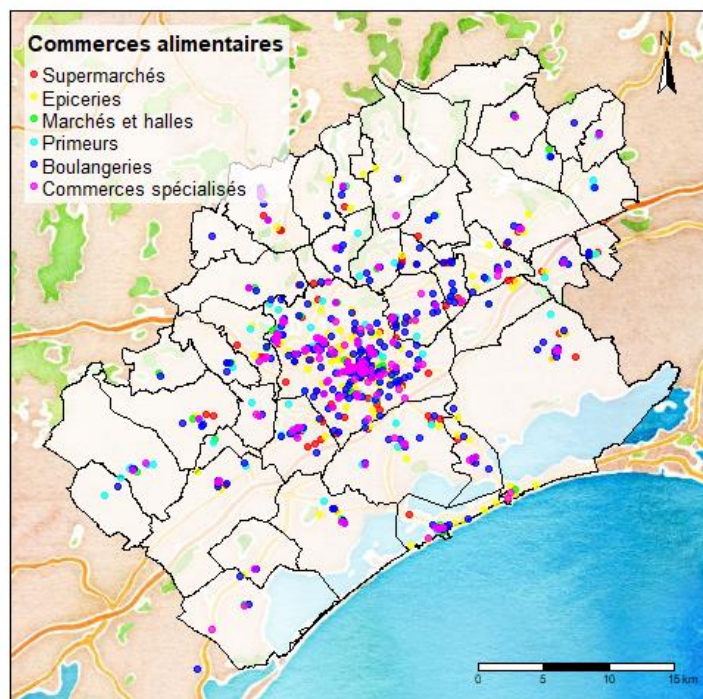 Commerces alimentaires
Supermarchés
Epiceries
Marchés et halles
Primeurs
Boulangeries
Commerces spécialisés
N
0 5 10 15 km